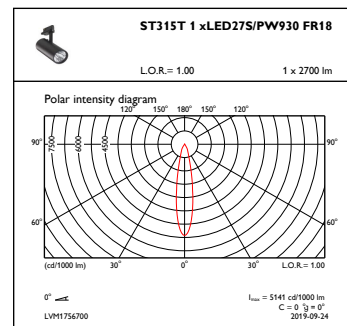 ST315T 1 xLED27S/PW930 FR18
L.O.R.= 1.00 1 x 2700 lm
Polar intensity diagram
120° 150° 180° 150° 120°
90° 7500 6000 4500 90°
60° 60°
(cd/1000 lm) 30° 0° 30° L.O.R.= 1.00
0° Imax = 5141 cd/1000 lm
C = 0 °g = 0°
LVM1756700 2019-09-24